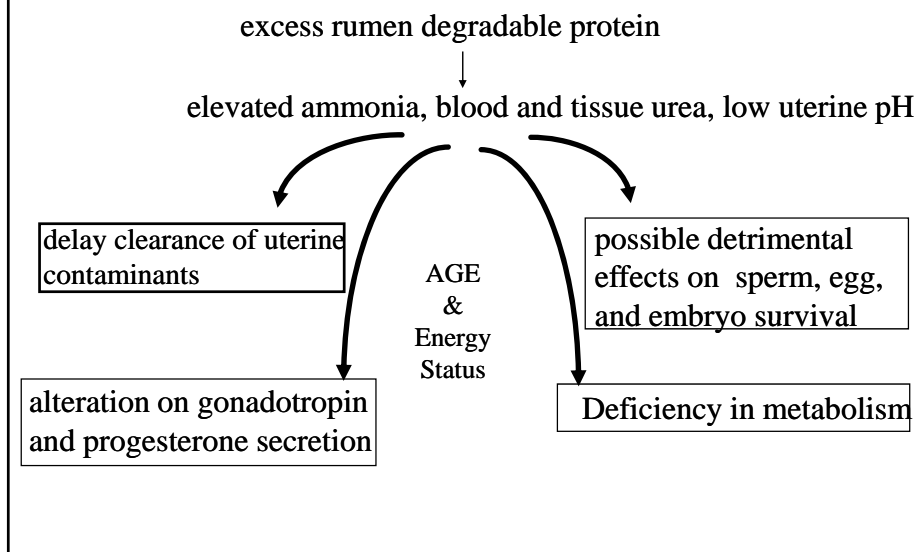 excess rumen degradable protein
elevated ammonia, blood and tissue urea, low uterine pH
delay clearance of uterine
contaminants
possible detrimental
effects on sperm, egg,
and embryo survival
AGE
&
Energy
Status
alteration on gonadotropin
and progesterone secretion
Deficiency in metabolism